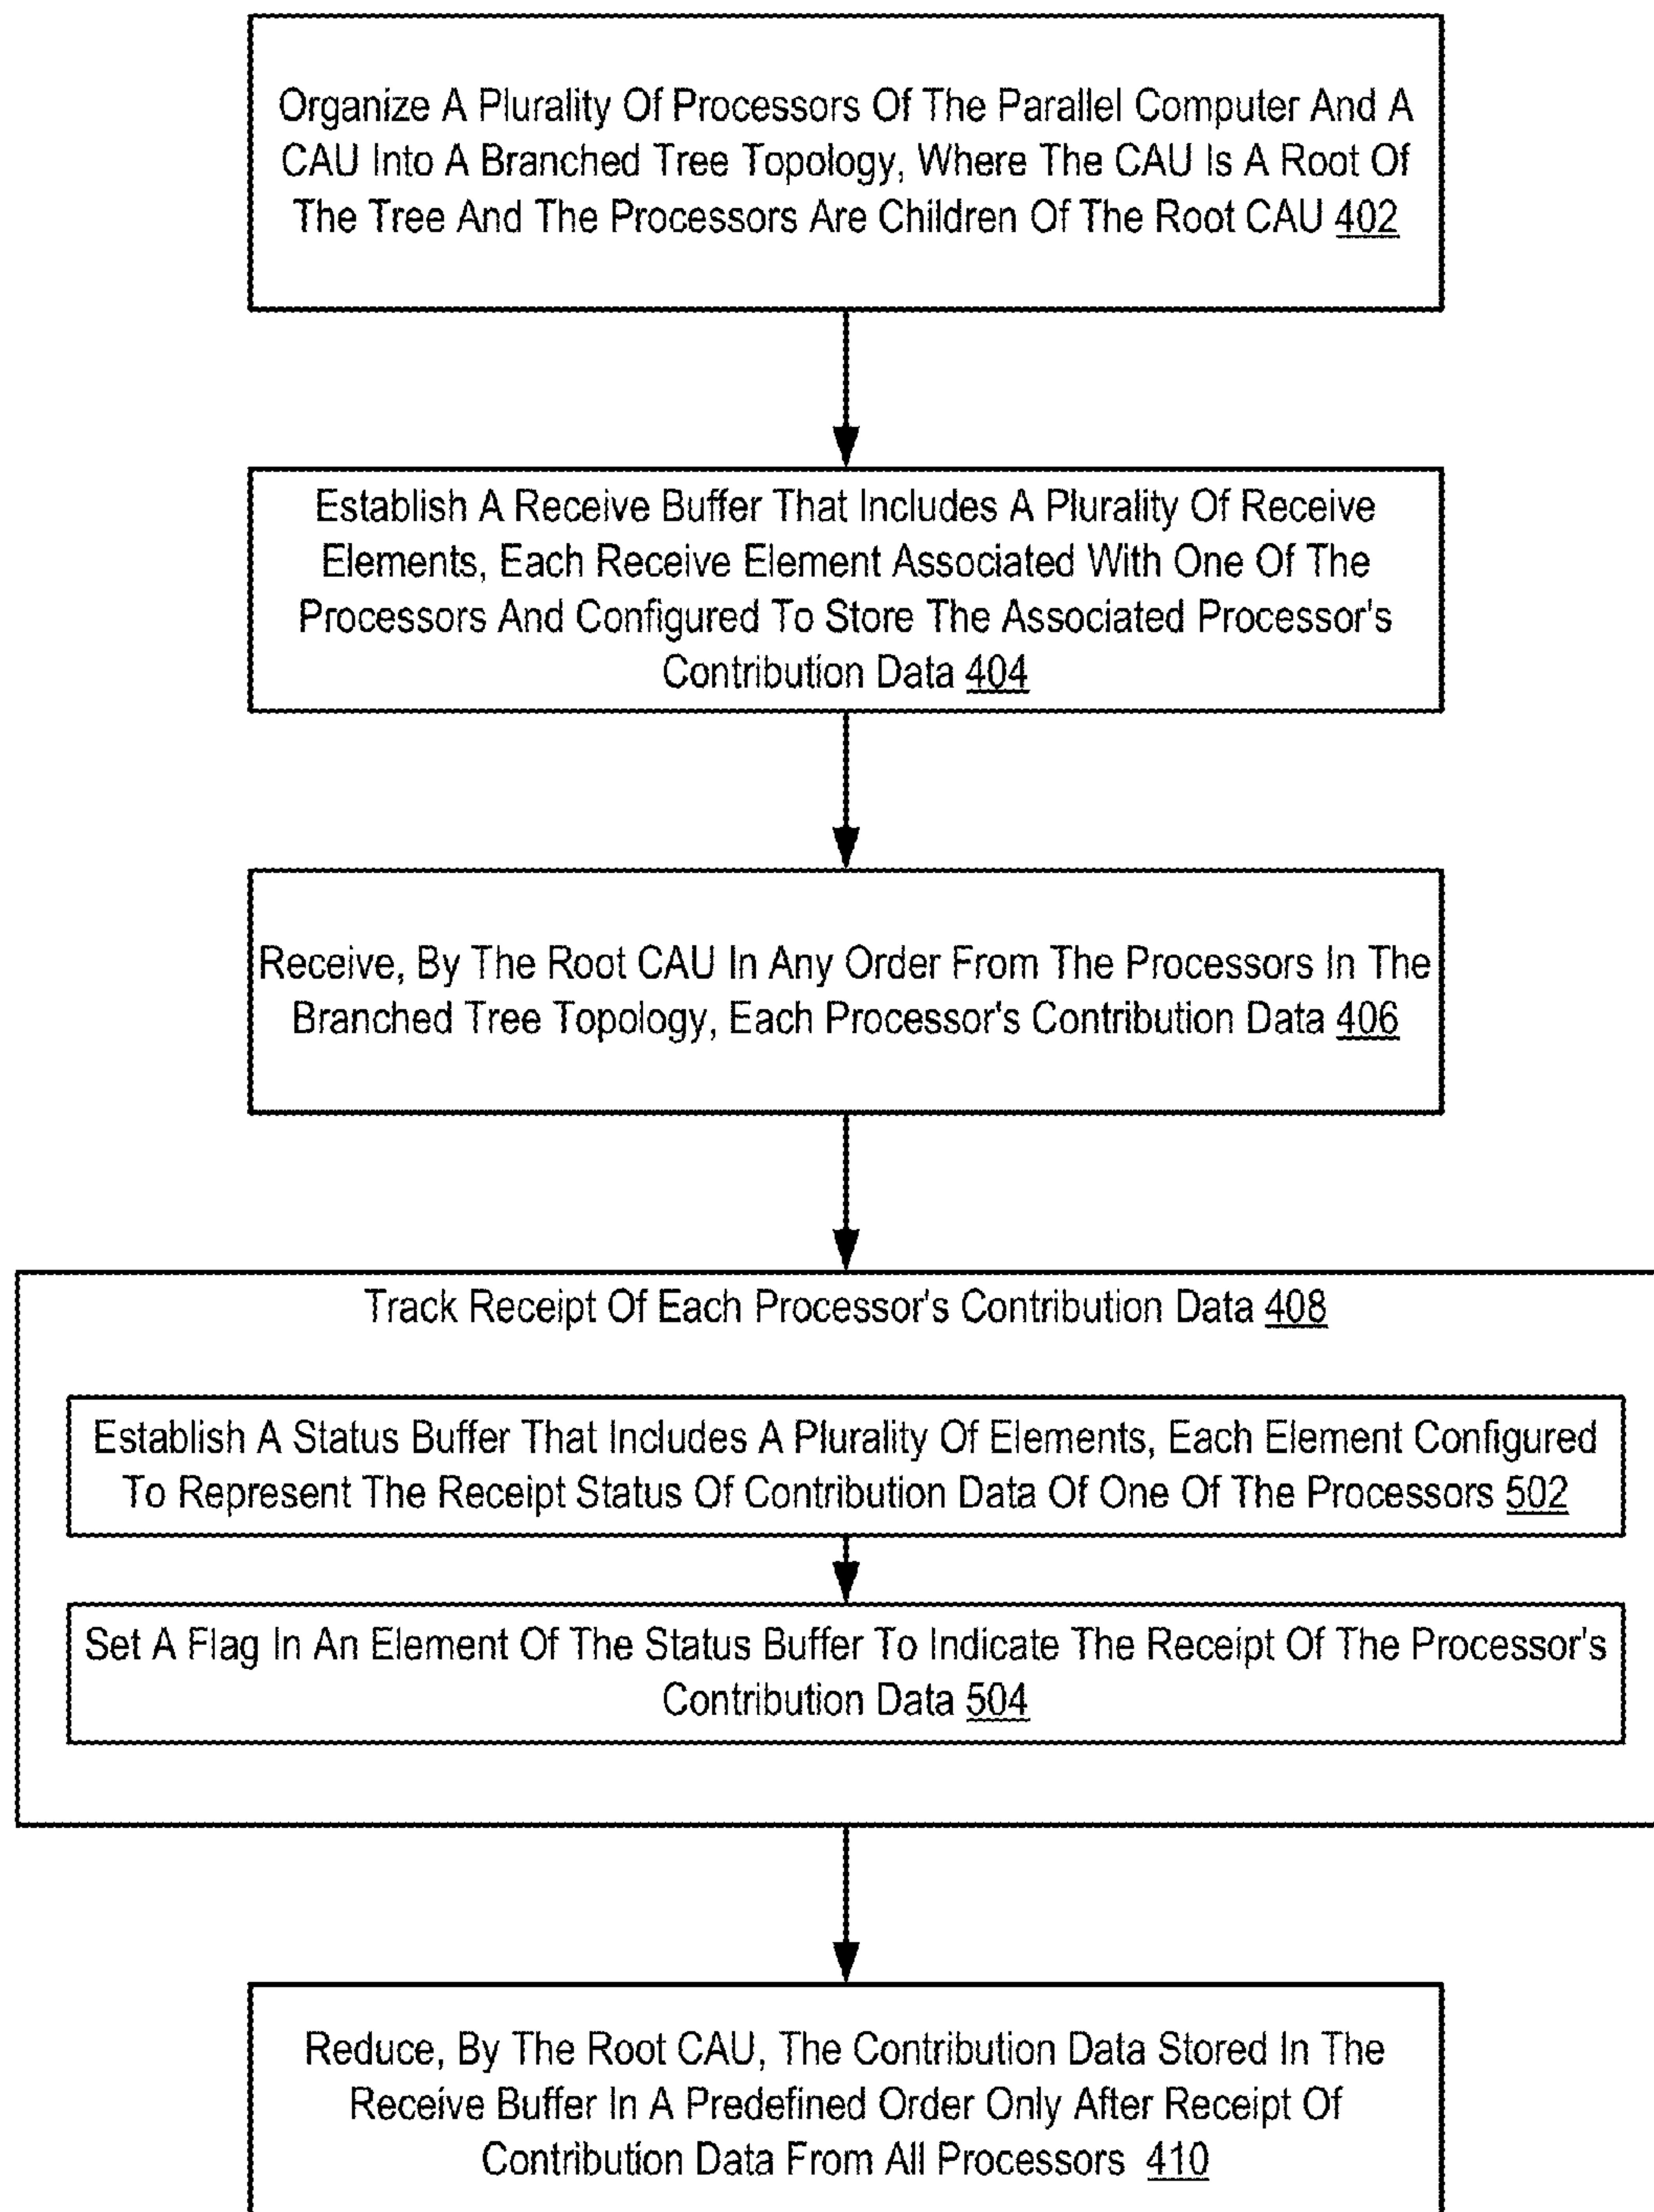 Organize A Plurality Of Processors Of The Parallel Computer And A
CAU Into A Branched Tree Topology, Where The CAU Is A Root Of
The Tree And The Processors Are Children Of The Root CAU 402
Establish A Receive Buffer That Includes A Plurality Of Receive
Elements, Each Receive Element Associated With One Of The
Processors And Configured To Store The Associated Processor's
Contribution Data 404
Receive, By The Root CAU In Any Order From The Processors In The
Branched Tree Topology, Each Processor's Contribution Data 406
Track Receipt Of Each Processor's Contribution Data 408
Establish A Status Buffer That Includes A Plurality Of Elements, Each Element Configured
To Represent The Receipt Status Of Contribution Data Of One Of The Processors 502
Set A Flag In An Element Of The Status Buffer To Indicate The Receipt Of The Processor's
Contribution Data 504
Reduce, By The Root CAU, The Contribution Data Stored In The
Receive Buffer In A Predefined Order Only After Receipt Of
Contribution Data From All Processors 410